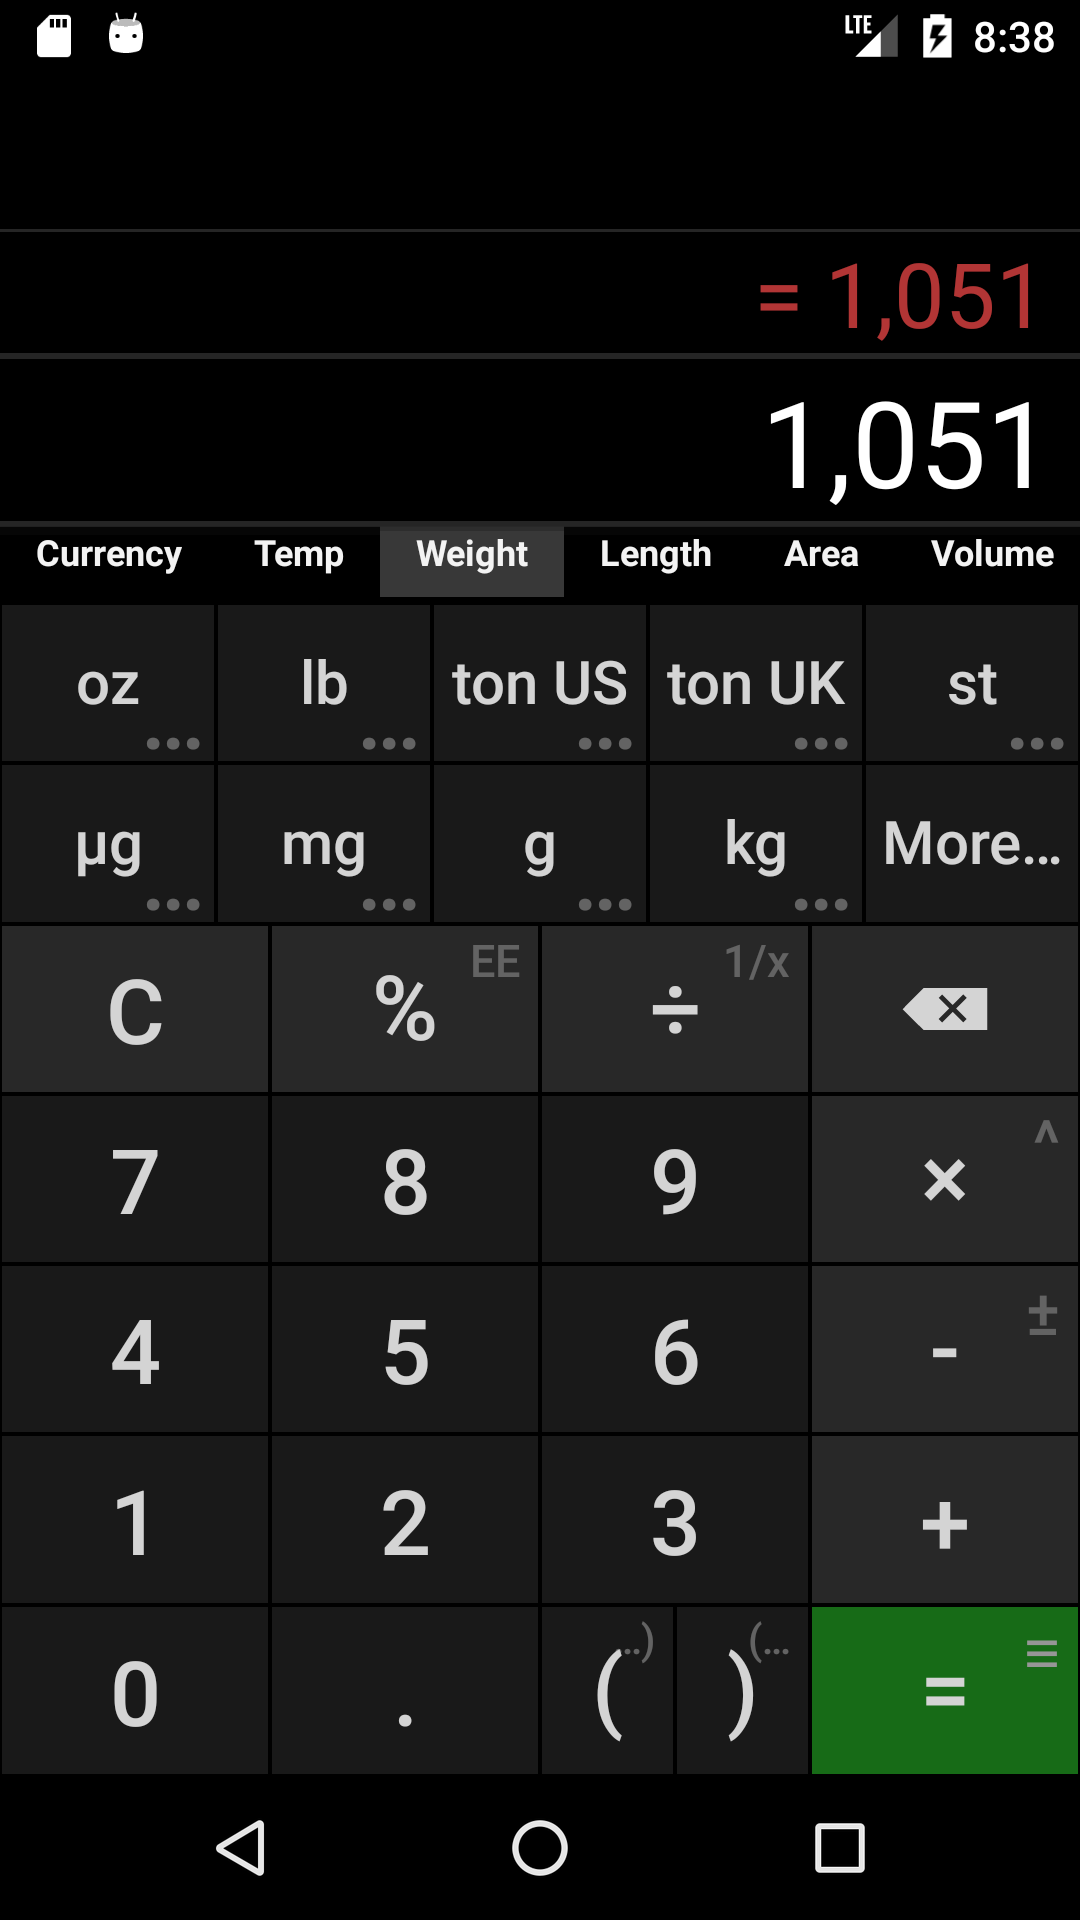 LTE 8:38
= 1,051
1,051
Currency Temp Weight Length Area Volume
oz lb ton US ton UK st
µg mg g kg More...
C % EE ÷ 1/x
7 8 9 × ^
4 5 6 - ±
1 2 3 +
0 . ( ..) ) (... =